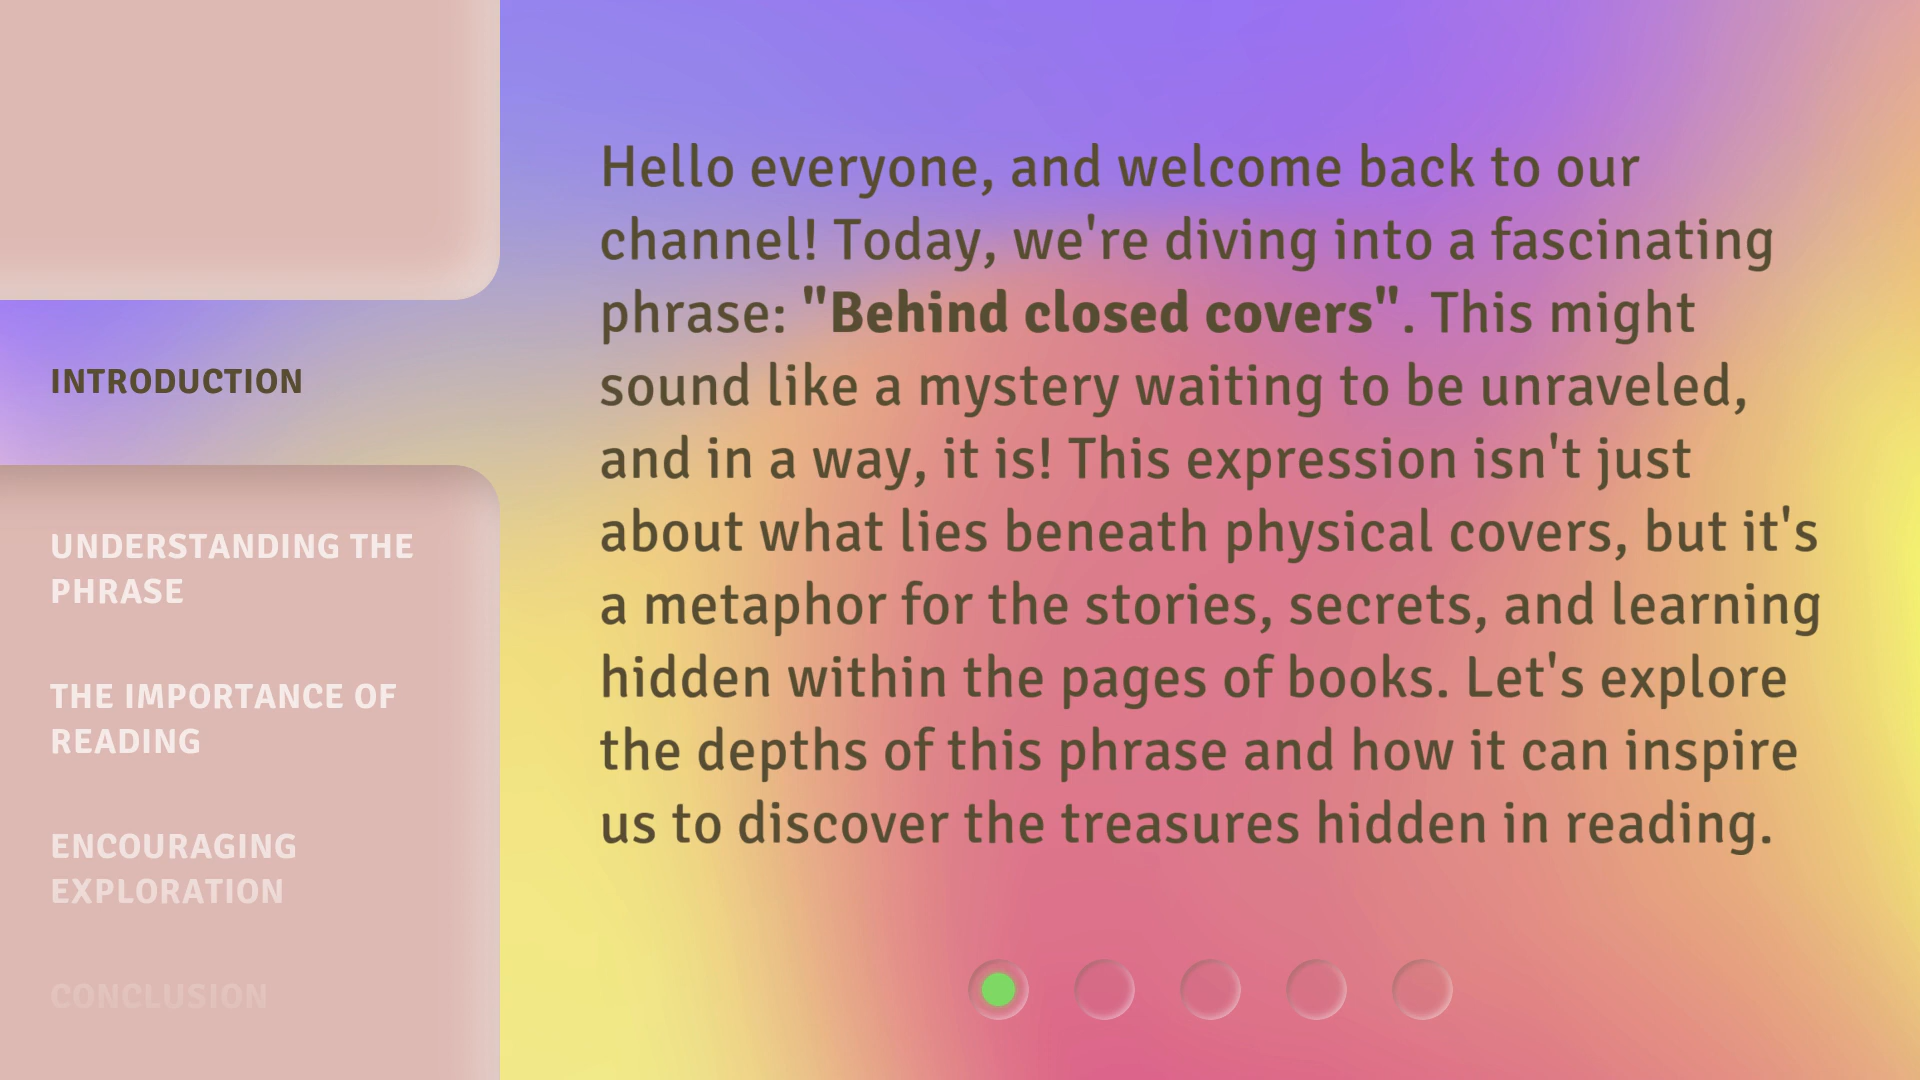 INTRODUCTION
UNDERSTANDING THE
PHRASE
THE IMPORTANCE OF
READING
ENCOURAGING
EXPLORATION
CONCLUSION
Hello everyone, and welcome back to our
channel! Today, we're diving into a fascinating
phrase: "Behind closed covers". This might
sound like a mystery waiting to be unraveled,
and in a way, it is! This expression isn't just
about what lies beneath physical covers, but it's
a metaphor for the stories, secrets, and learning
hidden within the pages of books. Let's explore
the depths of this phrase and how it can inspire
us to discover the treasures hidden in reading.